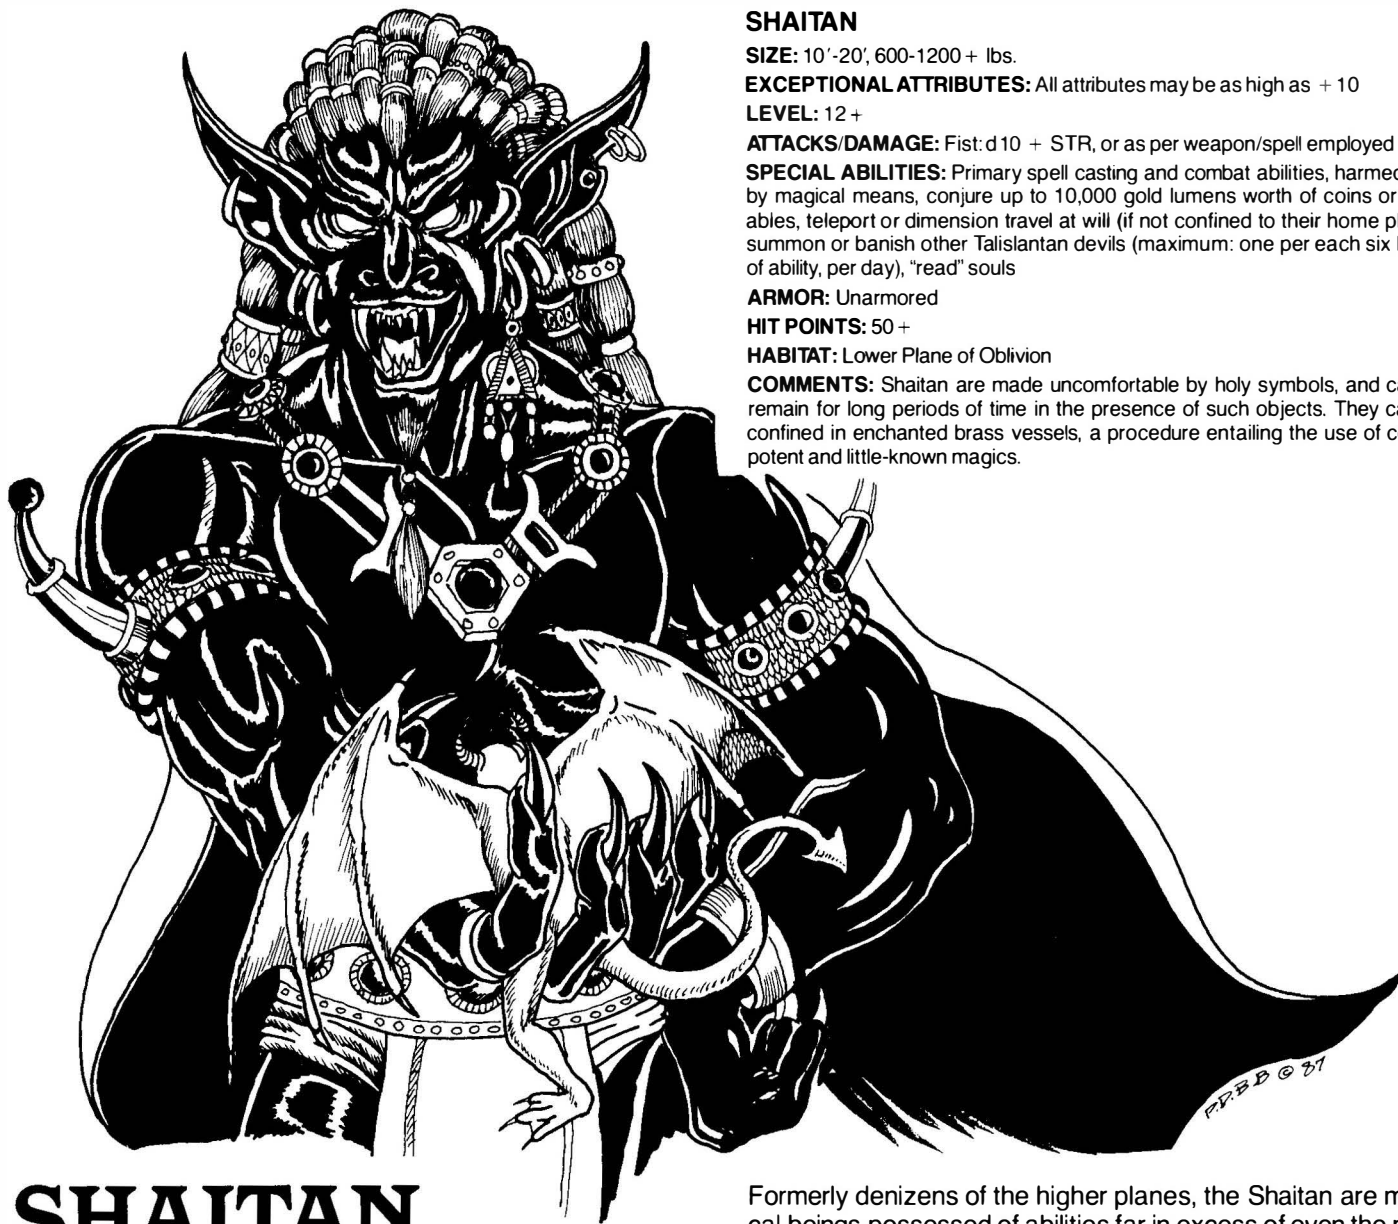 SHAITAN
SIZE: 10'-20', 600-1200 + lbs.
EXCEPTIONAL ATTRIBUTES: All attributes may be as high as + 10
LEVEL: 12 +
ATTACKS/DAMAGE: Fist: d10 + STR, or as per weapon/spell employed
SPECIAL ABILITIES: Primary spell casting and combat abilities, harmed
by magical means, conjure up to 10,000 gold lumens worth of coins or
ables, teleport or dimension travel at will (if not confined to their home
summon or banish other Talislantan devils (maximum: one per each six
of ability, per day), "read" souls
ARMOR: Unarmored
HIT POINTS: 50 +
HABITAT: Lower Plane of Oblivion
COMMENTS: Shaitan are made uncomfortable by holy symbols, and
remain for long periods of time in the presence of such objects. They
confined in enchanted brass vessels, a procedure entailing the use of
potent and little-known magics.
P.D.B B © 87
SHAITAN
Formerly denizens of the higher planes, the Shaitan are
cal beings possessed of abilities far in excess of even the